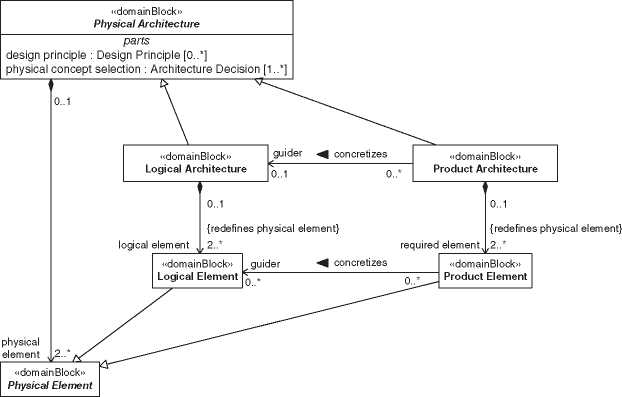 «domainBlock»
Physical Architecture
parts
design principle : Design Principle [0..*]
physical concept selection : Architecture Decision [1..*]
0..1
«domainBlock»
Logical Architecture
guider
◄ concretizes
0..1
0..*
«domainBlock»
Product Architecture
0..1
{redefines physical element}
logical element
2..*
0..1
{redefines physical element}
required element
2..*
«domainBlock»
Logical Element
guider
◄ concretizes
0..*
0..*
«domainBlock»
Product Element
physical
element
2..*
«domainBlock»
Physical Element